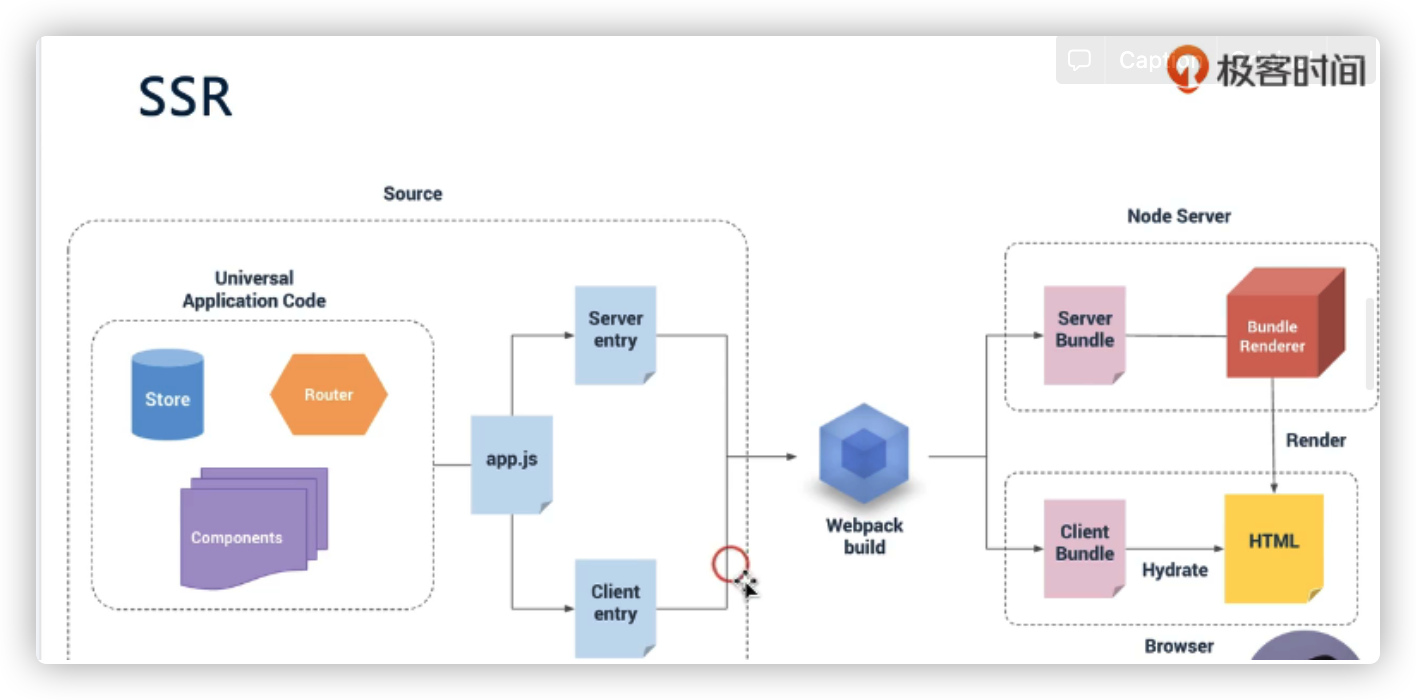 SSR
极客时间
Source
Node Server
Universal
Application Code
Store
Router
Components
app.js
Server
entry
Client
entry
Webpack
build
Server
Bundle
Bundle
Renderer
Render
Client
Bundle
Hydrate
HTML
Browser